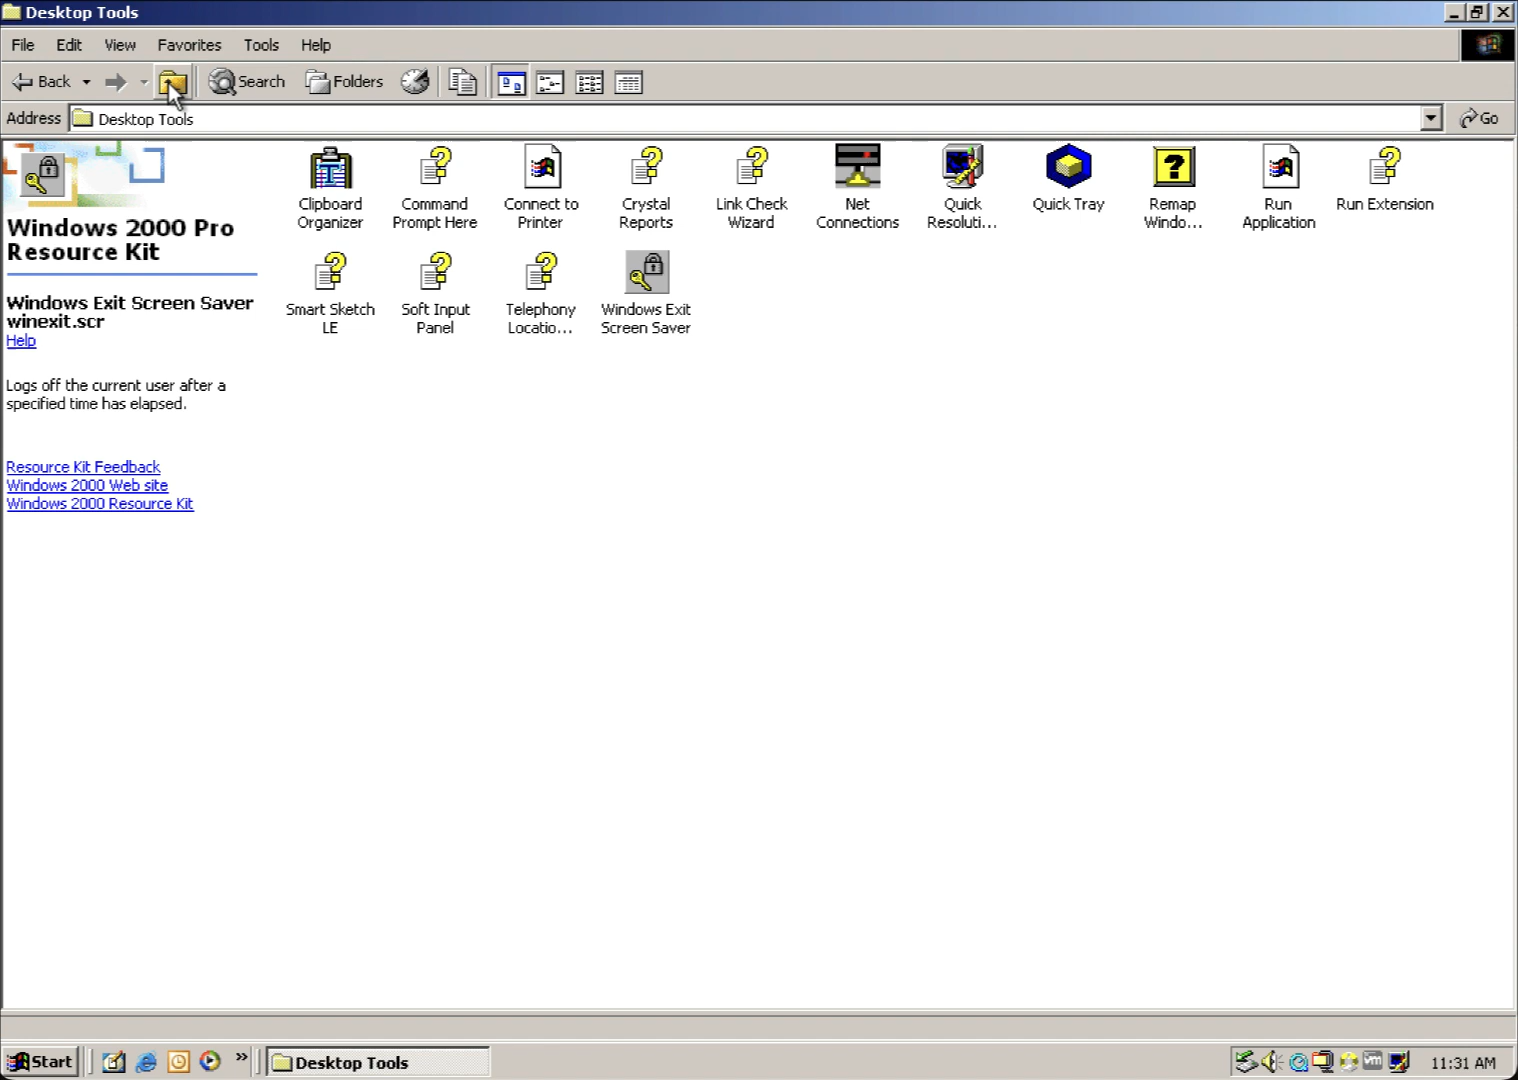 Desktop Tools
File Edit View Favorites Tools Help
Back Search Folders
Address Desktop Tools Go
Windows 2000 Pro
Resource Kit
Windows Exit Screen Saver
winexit.scr
Help
Logs off the current user after a
specified time has elapsed.
Resource Kit Feedback
Windows 2000 Web site
Windows 2000 Resource Kit
Clipboard
Organizer
Command
Prompt Here
Connect to
Printer
Crystal
Reports
Link Check
Wizard
Net
Connections
Quick
Resoluti...
Quick Tray
Remap
Windo...
Run
Application
Run Extension
Smart Sketch
LE
Soft Input
Panel
Telephony
Locatio...
Windows Exit
Screen Saver
Start » Desktop Tools vm 11:31 AM